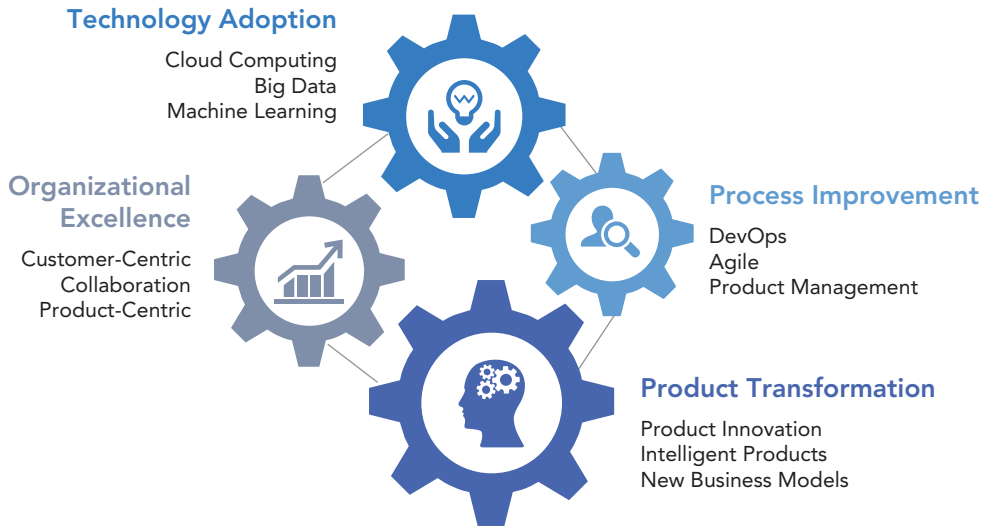 Technology Adoption
Cloud Computing
Big Data
Machine Learning
Organizational
Excellence
Customer-Centric
Collaboration
Product-Centric
Process Improvement
DevOps
Agile
Product Management
Product Transformation
Product Innovation
Intelligent Products
New Business Models